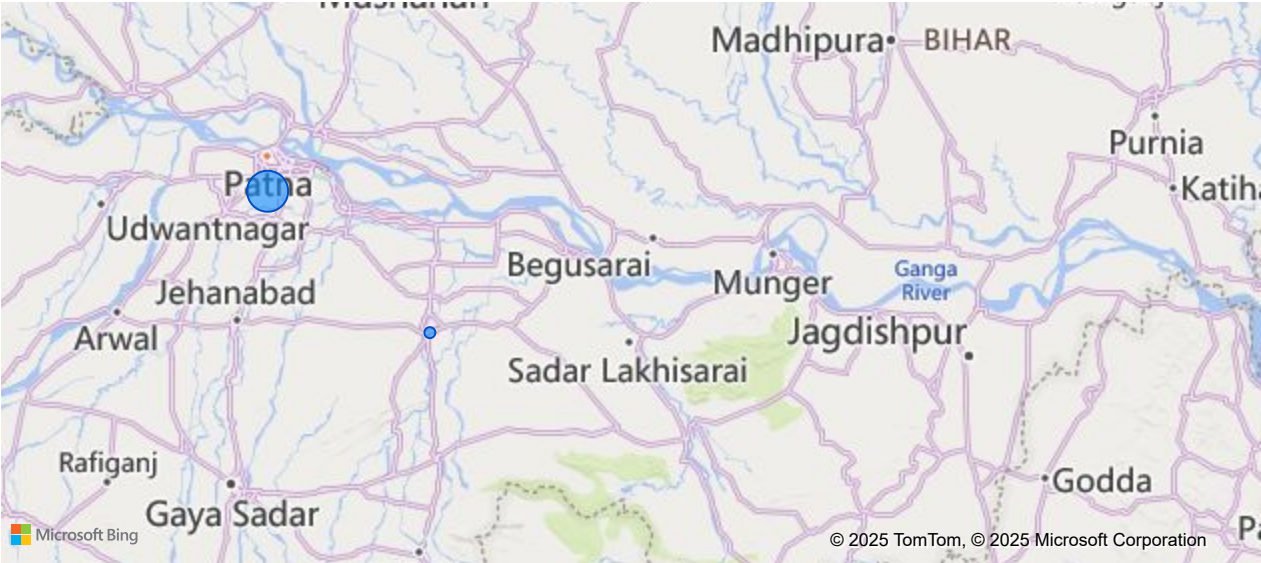 Madhipura
BIHAR
Purnia
Patna
Udwantnagar
Begusarai
Munger
Ganga
River
Jehanabad
Arwal
Jagdishpur
Sadar Lakhisarai
Rafiganj
Godda
Gaya Sadar
Microsoft Bing
© 2025 TomTom, © 2025 Microsoft Corporation